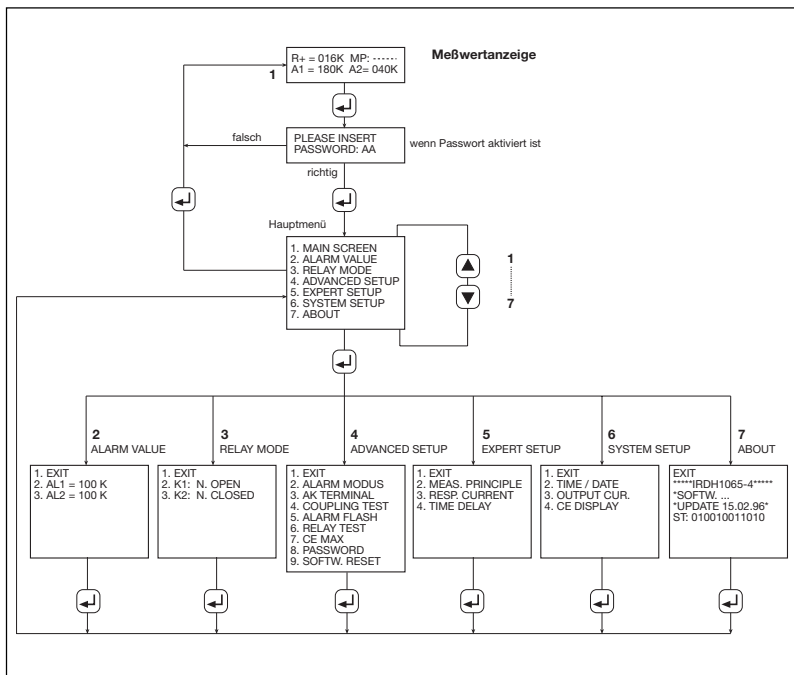 R+ = 016K MP: -----
A1 = 180K A2= 040K
Meßwertanzeige
1
falsch
PLEASE INSERT
PASSWORD: AA
wenn Passwort aktiviert ist
richtig
Hauptmenü
1. MAIN SCREEN
2. ALARM VALUE
3. RELAY MODE
4. ADVANCED SETUP
5. EXPERT SETUP
6. SYSTEM SETUP
7. ABOUT
1
7
2
ALARM VALUE
1. EXIT
2. AL1 = 100 K
3. AL2 = 100 K
3
RELAY MODE
1. EXIT
2. K1: N. OPEN
3. K2: N. CLOSED
4
ADVANCED SETUP
1. EXIT
2. ALARM MODUS
3. AK TERMINAL
4. COUPLING TEST
5. ALARM FLASH
6. RELAY TEST
7. CE MAX
8. PASSWORD
9. SOFTW. RESET
5
EXPERT SETUP
1. EXIT
2. MEAS. PRINCIPLE
3. RESP. CURRENT
4. TIME DELAY
6
SYSTEM SETUP
1. EXIT
2. TIME / DATE
3. OUTPUT CUR.
4. CE DISPLAY
7
ABOUT
EXIT
*****IRDH1065-4*****
*SOFTW. ...
*UPDATE 15.02.96*
ST: 010010011010